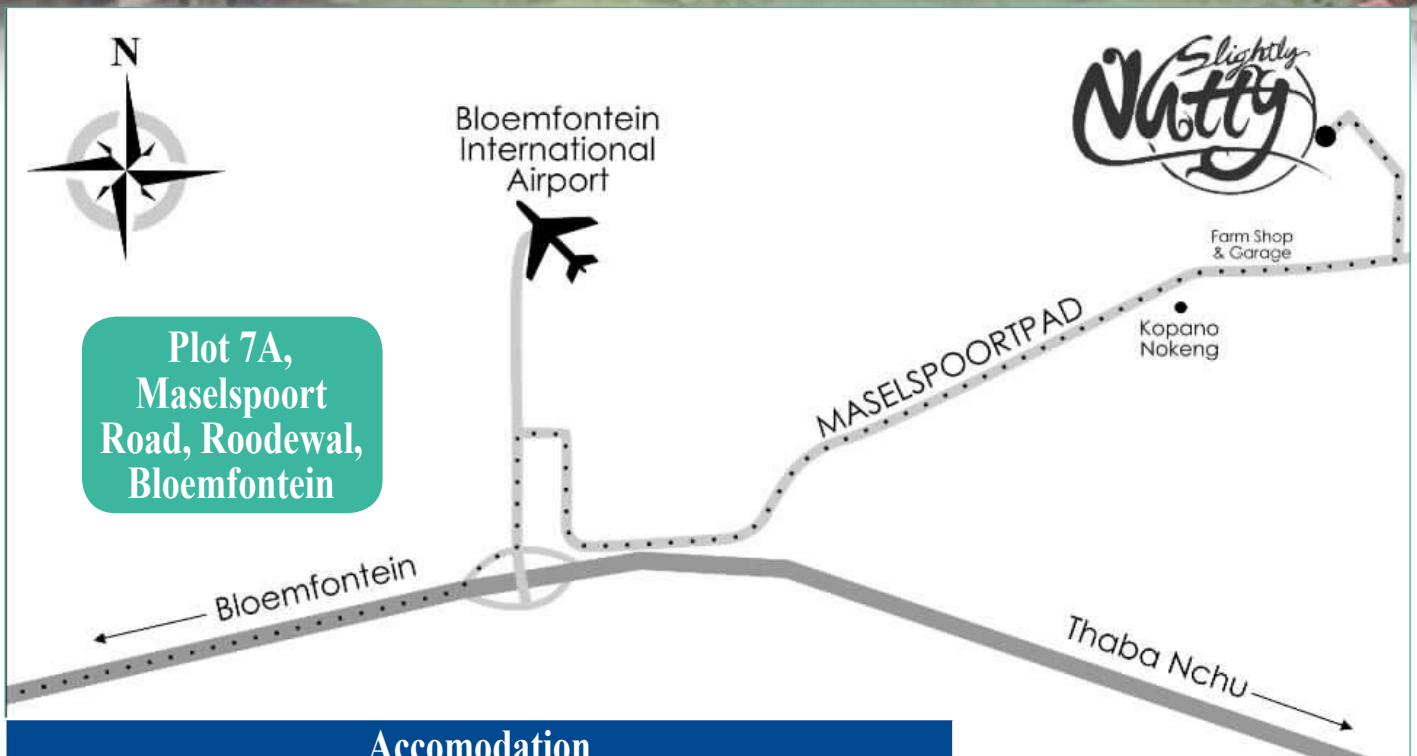 N
Bloemfontein
International
Airport
Slightly
Nutty
Farm Shop
& Garage
Kopano
Nokeng
MASELSPOORTPAD
Plot 7A,
Maselspoort
Road, Roodewal,
Bloemfontein
Bloemfontein
Thaba Nchu
Accomodation